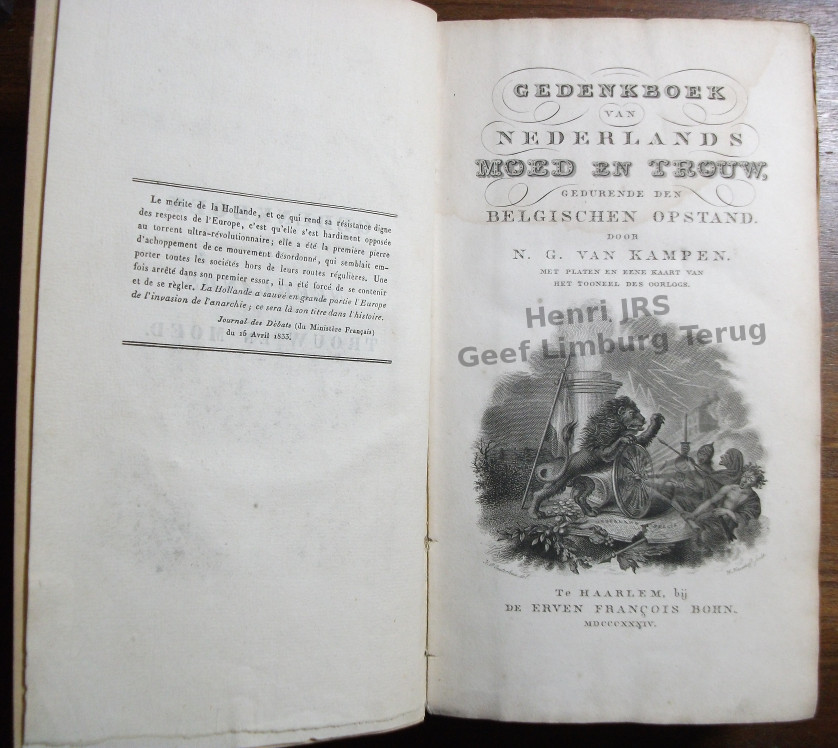 Le mérite de la Hollande, et ce qui rend sa résistance digne
des respects de l'Europe, c'est qu'elle s'est hardiment opposée
au torrent ultra-révolutionnaire; elle a été la première pierre
d'achoppement de ce mouvement désordonné, qui semblait em-
porter toutes les sociétés hors de leurs routes régulières. Une
fois arrêté dans son premier essor, il a été forcé de se contenir
et de se règler. La Hollande a sauvé en grande partie l'Europe
de l'invasion de l'anarchie; ce sera là son titre dans l'histoire.
Journal des Débats (du Ministère Français)
du 16 Avril 1833.
GEDENKBOEK
VAN
NEDERLANDS
MOED EN TROUW,
GEDURENDE DEN
BELGISCHEN OPSTAND.
DOOR
N. G. VAN KAMPEN.
MET PLATEN EN EENE KAART VAN
HET TOONEEL DES OORLOGS.
Henri JRS
Geef Limburg Terug
Te HAARLEM, bij
DE ERVEN FRANÇOIS BOHN.
MDCCCXXXIV.